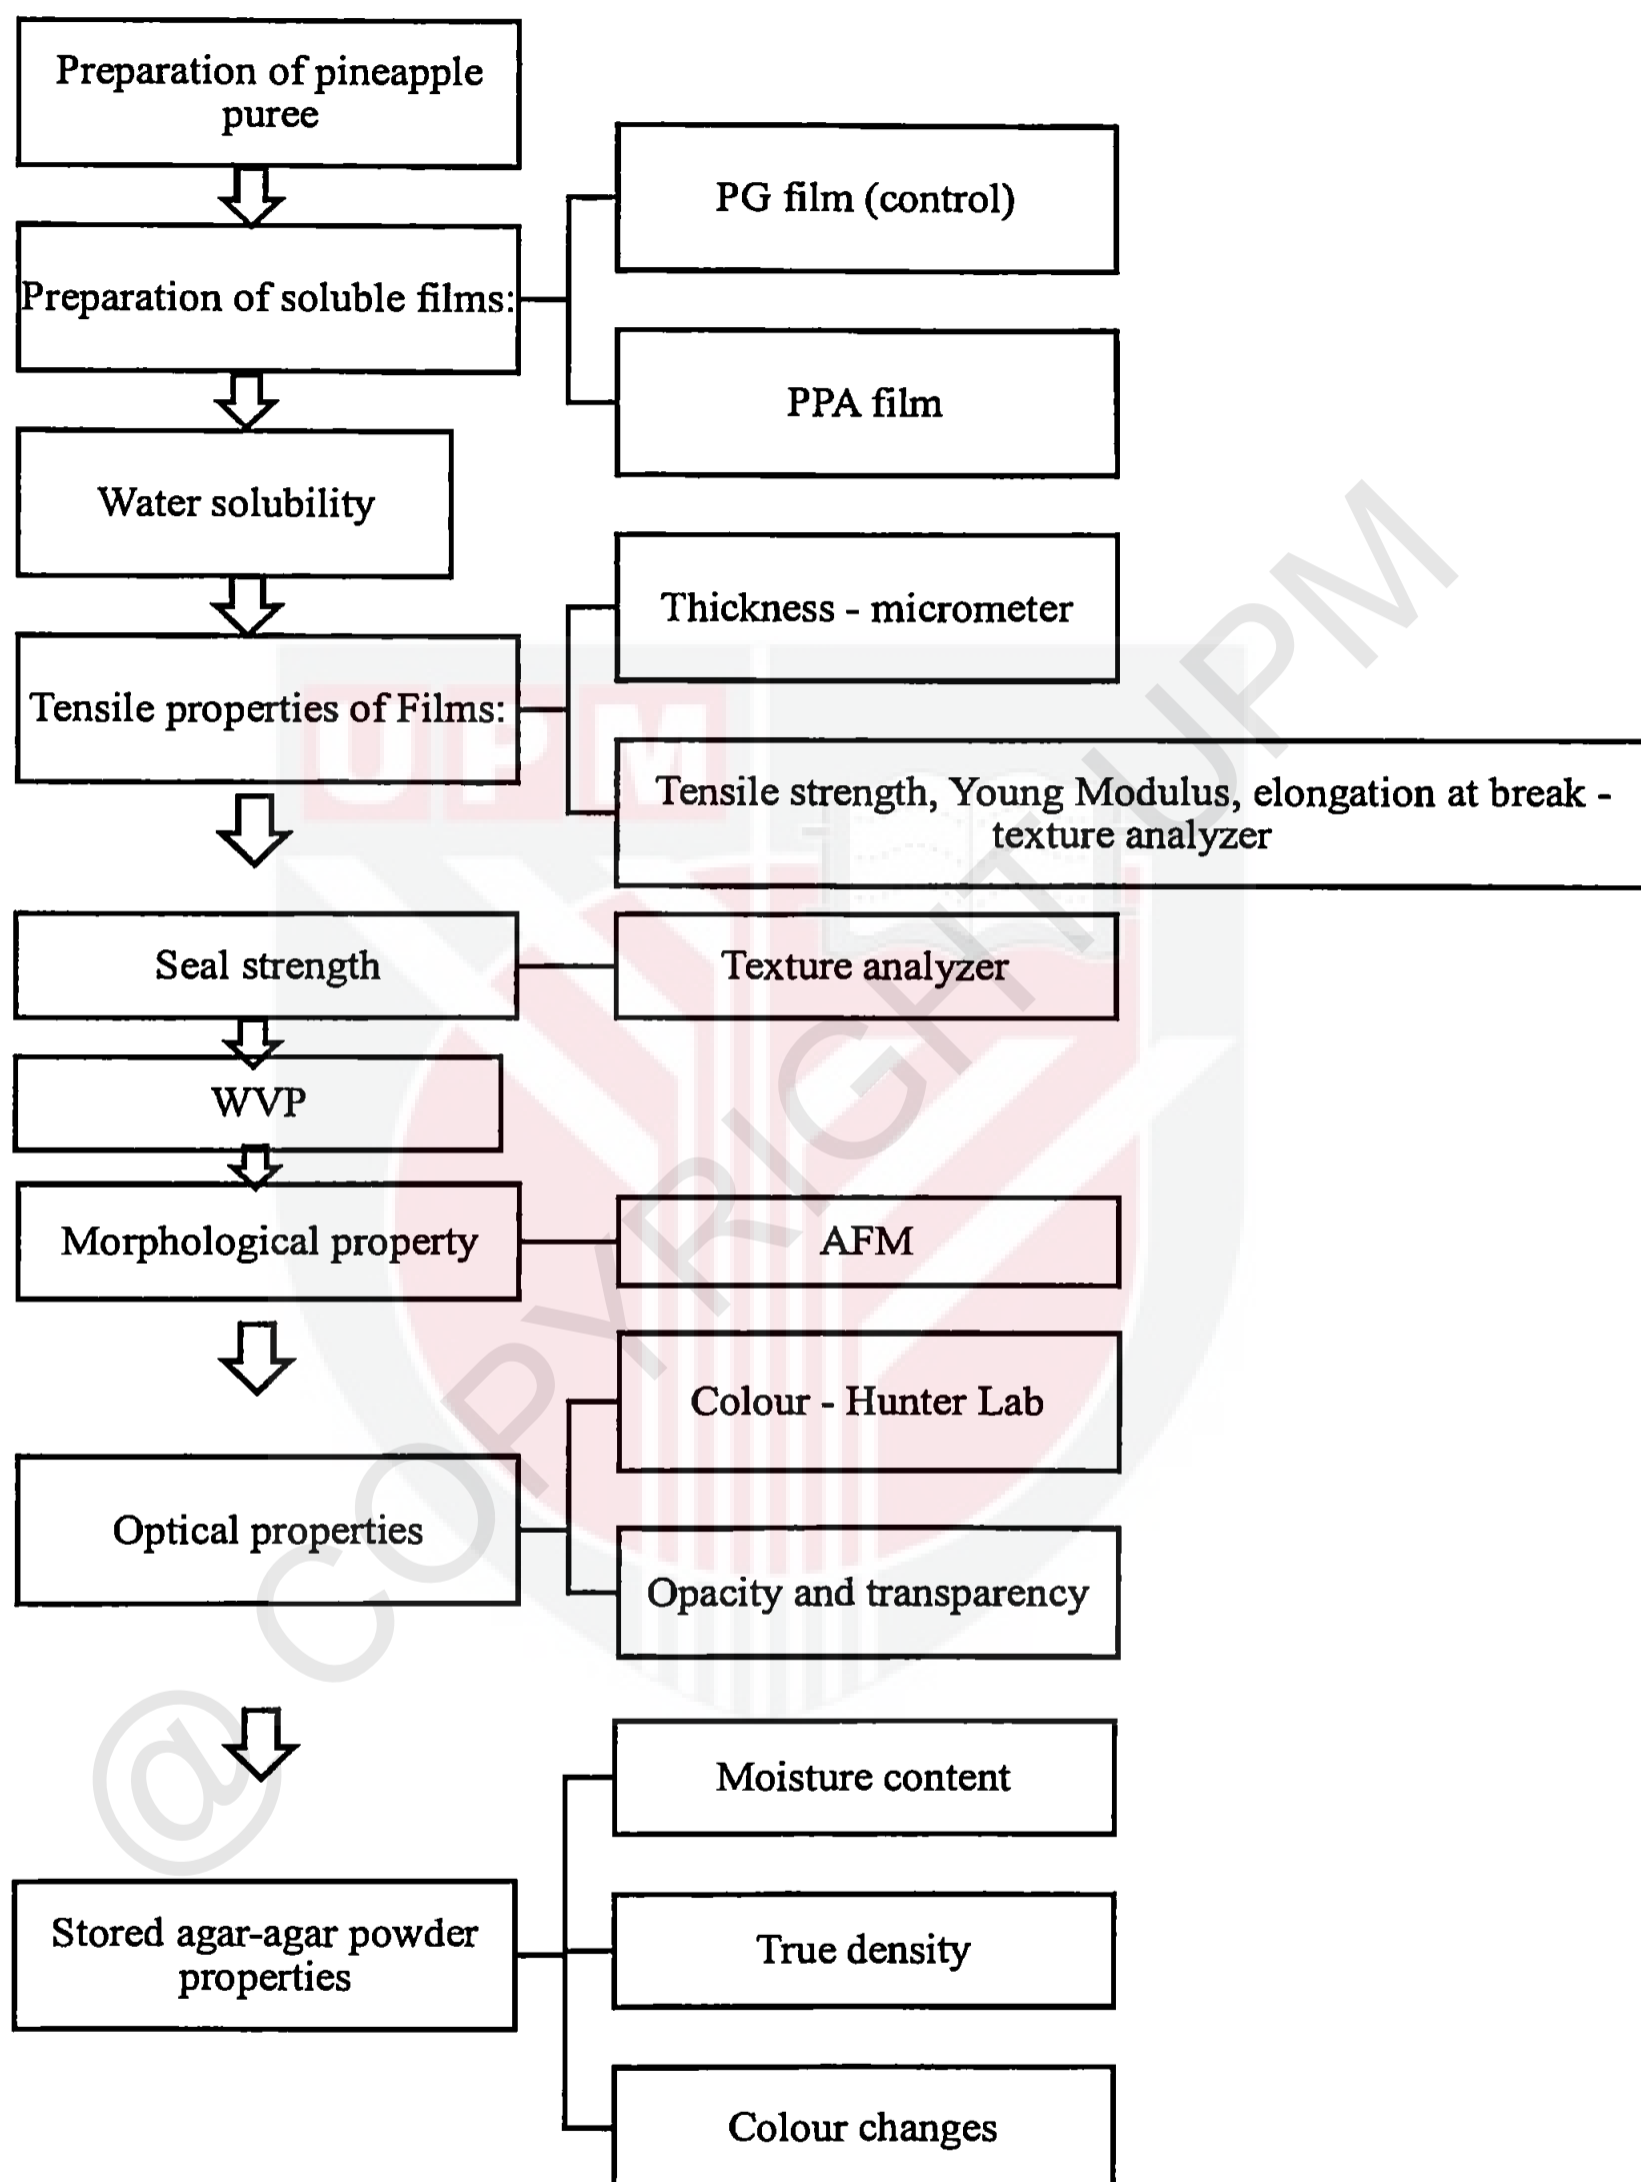 Preparation of pineapple
puree
PG film (control)
Preparation of soluble films:
PPA film
Water solubility
Thickness - micrometer
Tensile properties of Films:
Tensile strength, Young Modulus, elongation at break -
texture analyzer
Seal strength
Texture analyzer
WVP
Morphological property
AFM
Colour - Hunter Lab
Optical properties
Opacity and transparency
Moisture content
Stored agar-agar powder
properties
True density
Colour changes
UPM
@ COPYRIGHT UPM